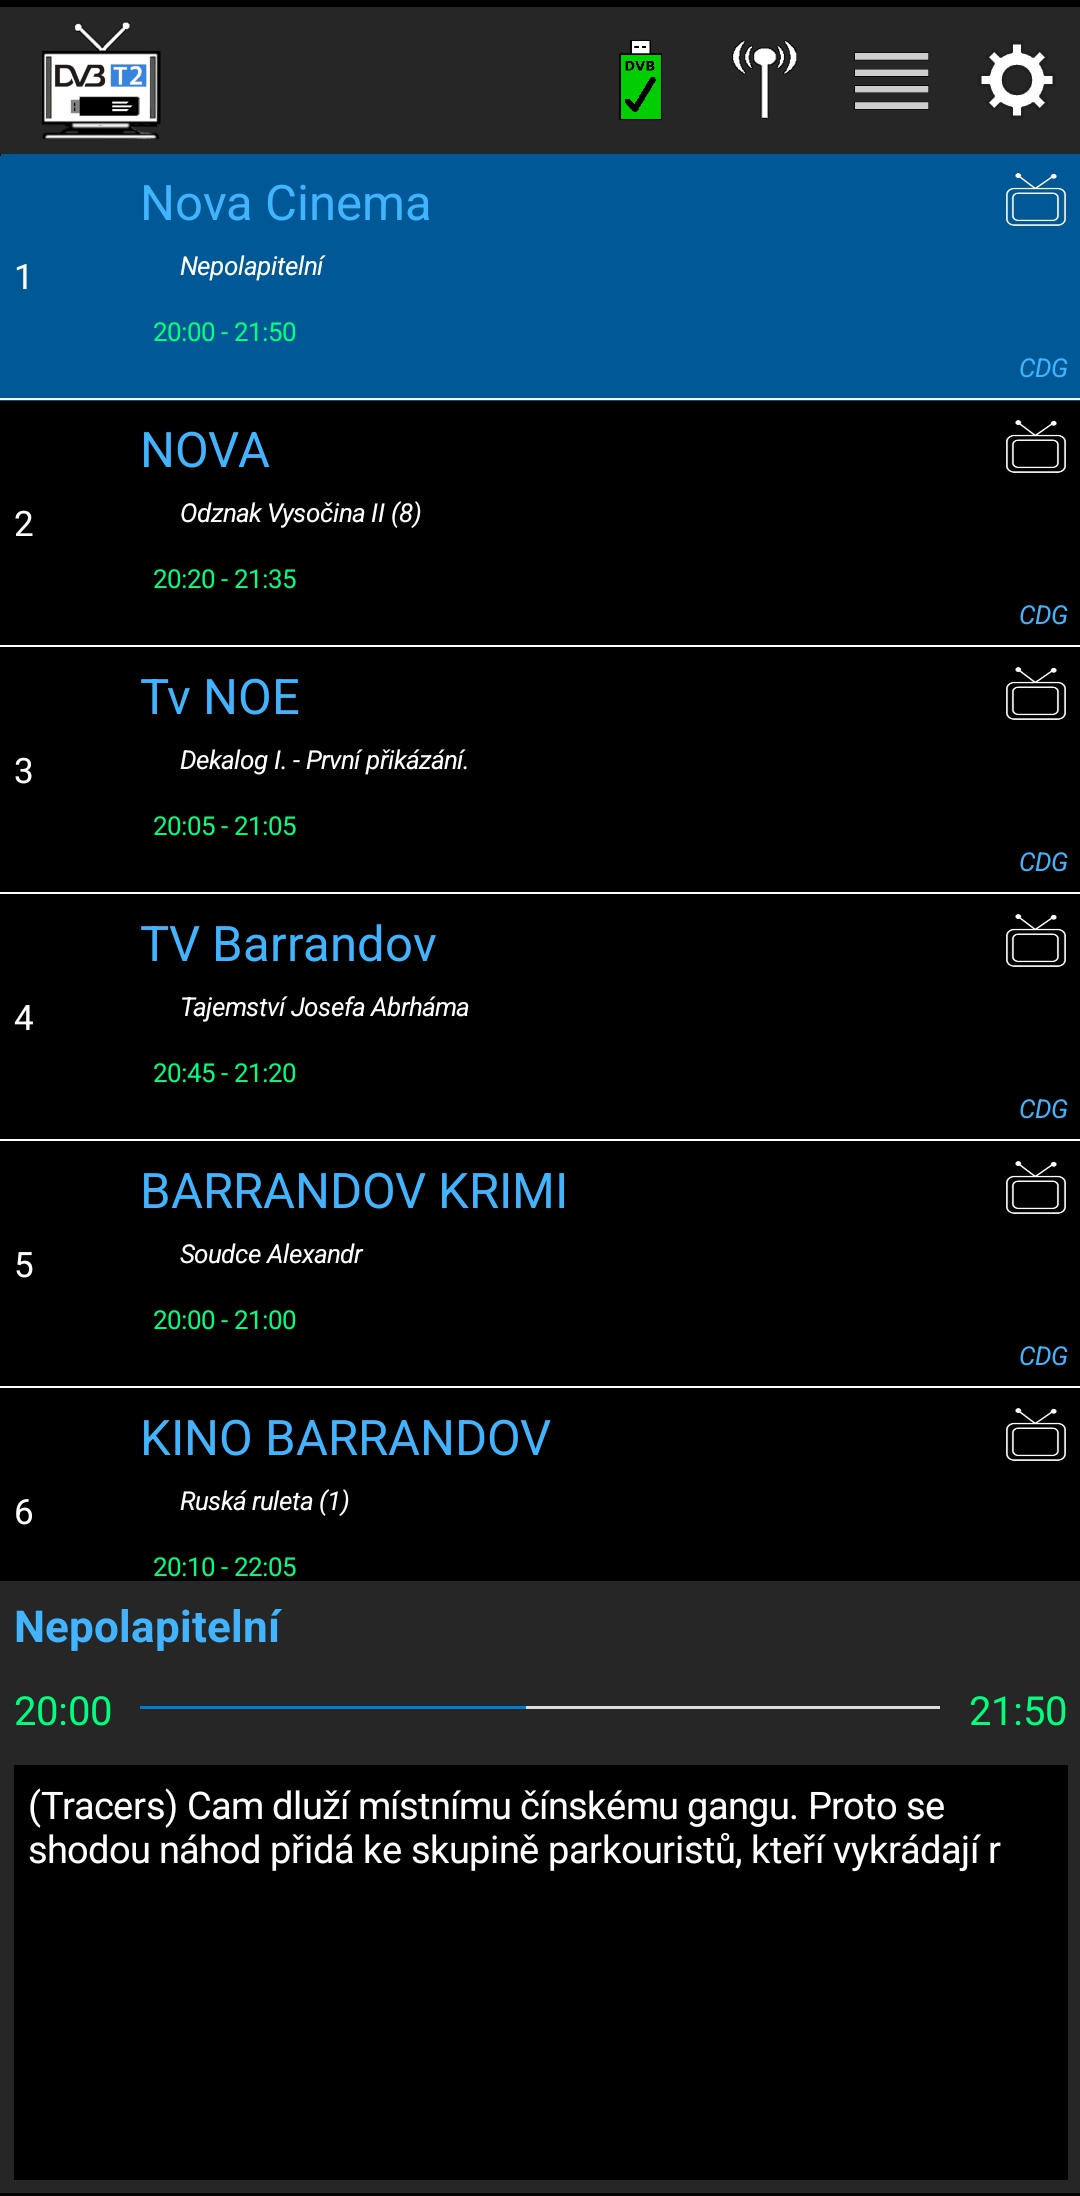 DVB T2
DVB
Nova Cinema
Nepolapitelní
1
20:00 - 21:50
CDG
NOVA
Odznak Vysočina II (8)
2
20:20 - 21:35
CDG
Tv NOE
Dekalog I. - První přikázání.
3
20:05 - 21:05
CDG
TV Barrandov
Tajemství Josefa Abrháma
4
20:45 - 21:20
CDG
BARRANDOV KRIMI
Soudce Alexandr
5
20:00 - 21:00
CDG
KINO BARRANDOV
Ruská ruleta (1)
6
20:10 - 22:05
Nepolapitelní
20:00 21:50
(Tracers) Cam dluží místnímu čínskému gangu. Proto se
shodou náhod přidá ke skupině parkouristů, kteří vykrádají r